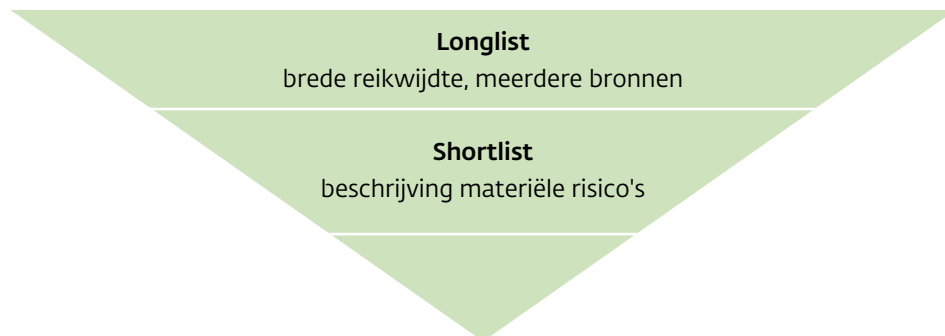 Longlist
brede reikwijdte, meerdere bronnen
Shortlist
beschrijving materiële risico's